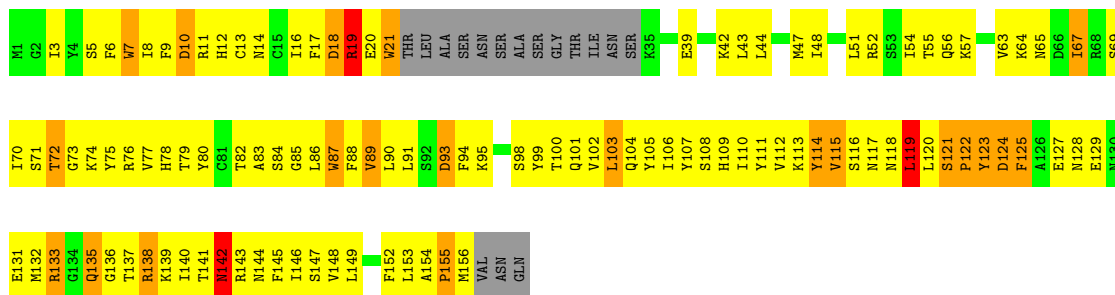 M1 G2 I3 Y4 S5 F6 W7 I8 F9 D10 R11 H12 C13 N14 C15 I16 F17 D18 R19 E20 W21 THR LEU ALA SER ASN SER ALA SER GLY THR ILE ASN SER K35 E39 K42 L43 L44 M47 I48 L51 R52 S53 I54 T55 Q56 K57 V63 K64 N65 D66 I67 R68 S69
I70 S71 T72 G73 K74 Y75 R76 V77 H78 T79 Y80 C81 T82 A83 S84 G85 L86 W87 F88 V89 L90 L91 S92 D93 F94 K95 S98 Y99 T100 Q101 V102 L103 Q104 Y105 I106 Y107 S108 H109 I110 Y111 V112 K113 Y114 V115 S116 N117 N118 L119 L120 S121 P122 Y123 D124 F125 A126 E127 N128 E129 N130
E131 M132 R133 G134 Q135 G136 T137 R138 K139 I140 T141 N142 R143 N144 F145 I146 S147 V148 L149 F152 L153 A154 P155 M156 VAL ASN GLN